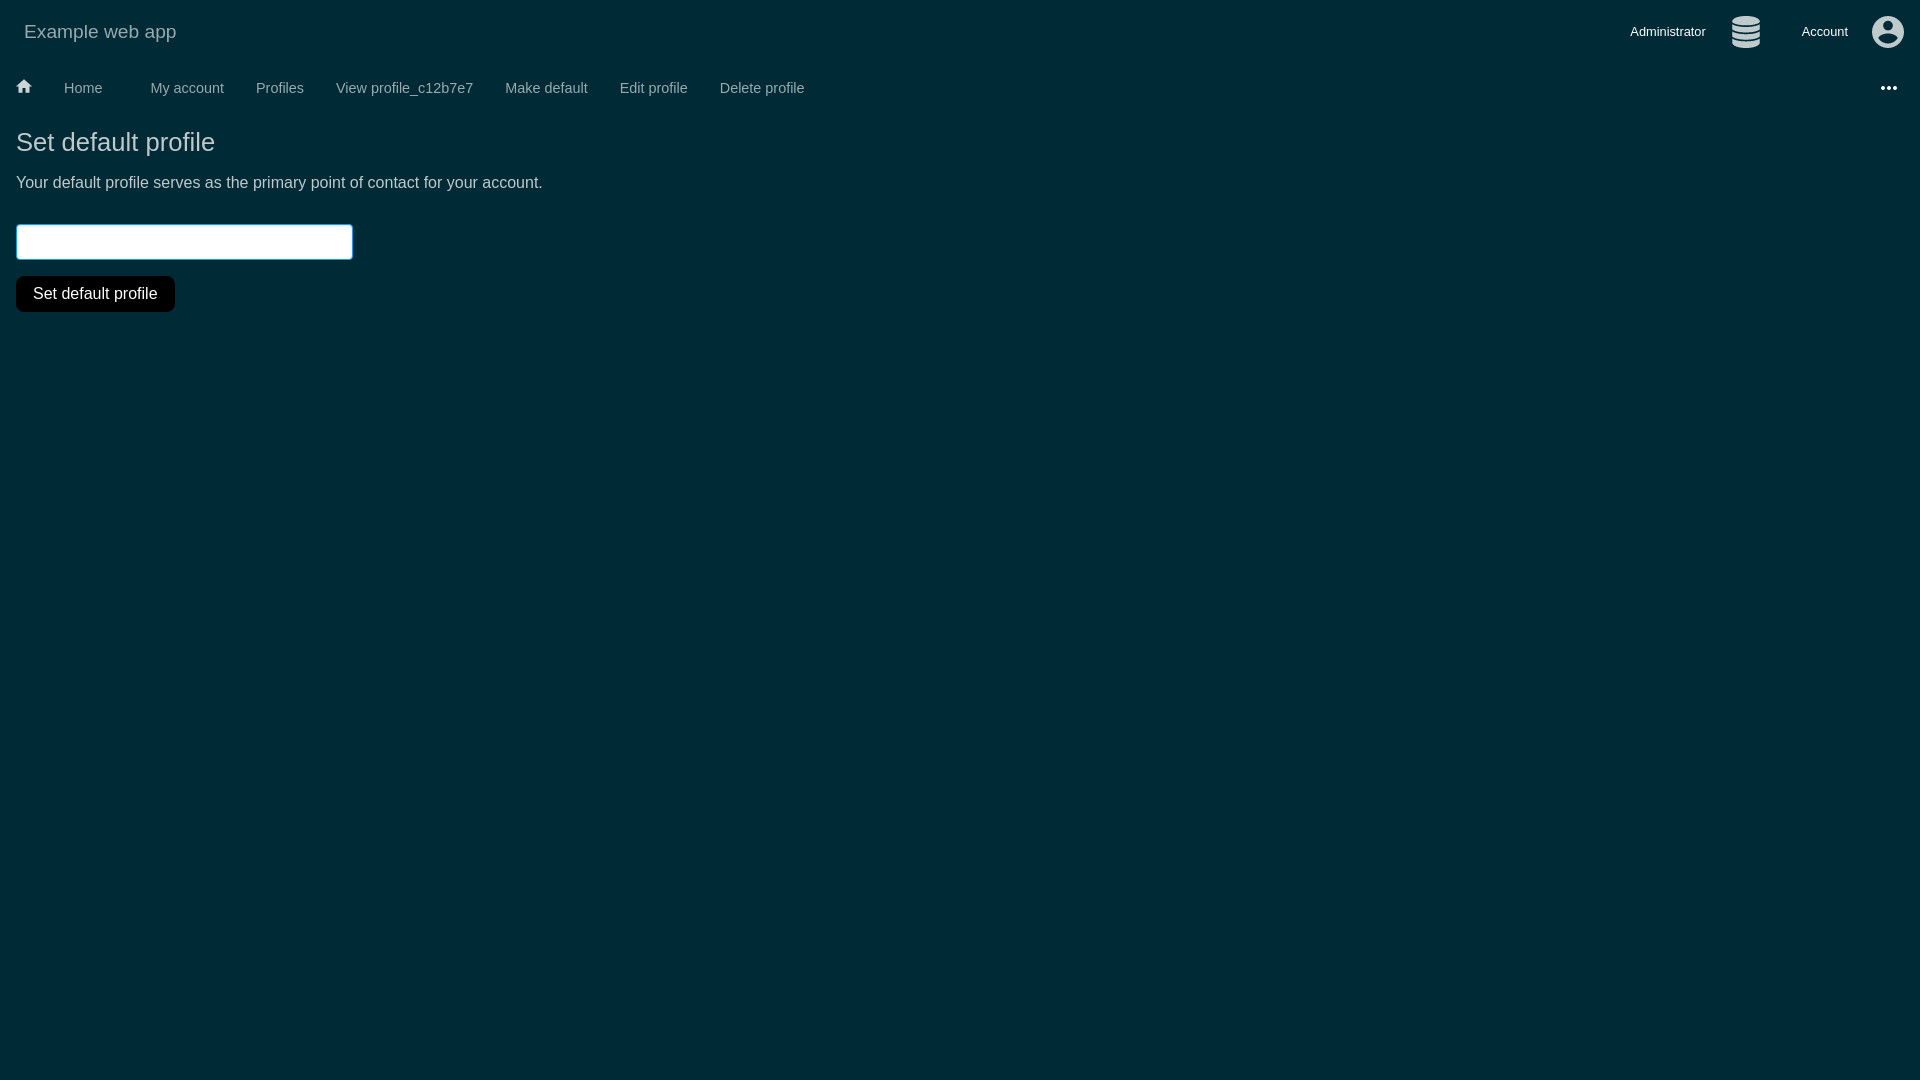 Example web app
Administrator
Account
Home
My account
Profiles
View profile_c12b7e7
Make default
Edit profile
Delete profile
Set default profile
Your default profile serves as the primary point of contact for your account.
Set default profile